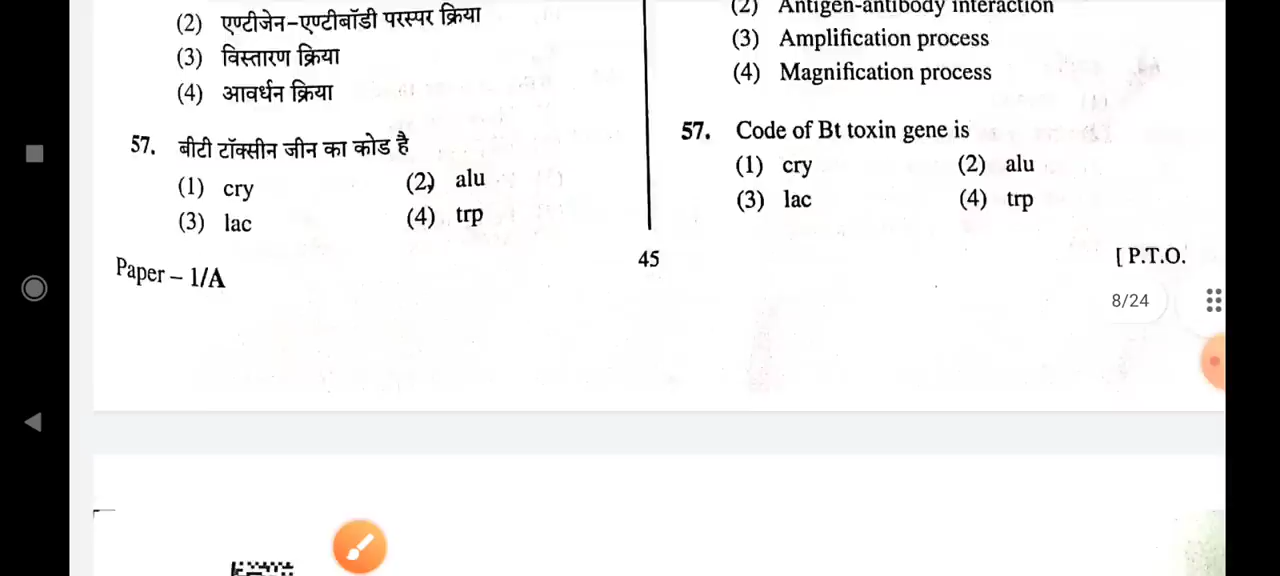 (2) एण्टीजेन-एण्टीबॉडी परस्पर क्रिया
(3) विस्तारण क्रिया
(4) आवर्धन क्रिया
57. बीटी टॉक्सीन जीन का कोड है
(1) cry (2) alu
(3) lac (4) trp
Paper – 1/A
(2) Antigen-antibody interaction
(3) Amplification process
(4) Magnification process
57. Code of Bt toxin gene is
(1) cry (2) alu
(3) lac (4) trp
45
[ P.T.O.
8/24